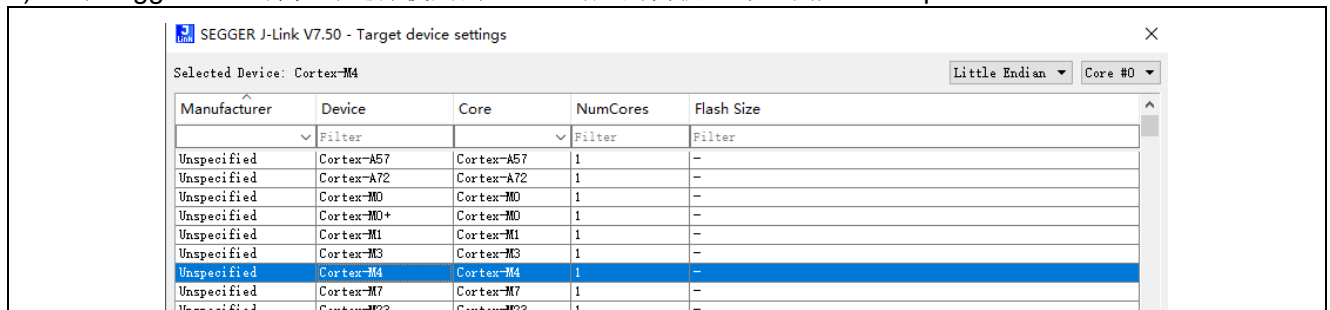 SEGGER J-Link V7.50 - Target device settings
Selected Device: Cortex-M4 Little Endian Core #0
Manufacturer Device Core NumCores Flash Size
Filter Filter Filter
Unspecified Cortex-A57 Cortex-A57 1 -
Unspecified Cortex-A72 Cortex-A72 1 -
Unspecified Cortex-M0 Cortex-M0 1 -
Unspecified Cortex-M0+ Cortex-M0 1 -
Unspecified Cortex-M1 Cortex-M1 1 -
Unspecified Cortex-M3 Cortex-M3 1 -
Unspecified Cortex-M4 Cortex-M4 1 -
Unspecified Cortex-M7 Cortex-M7 1 -